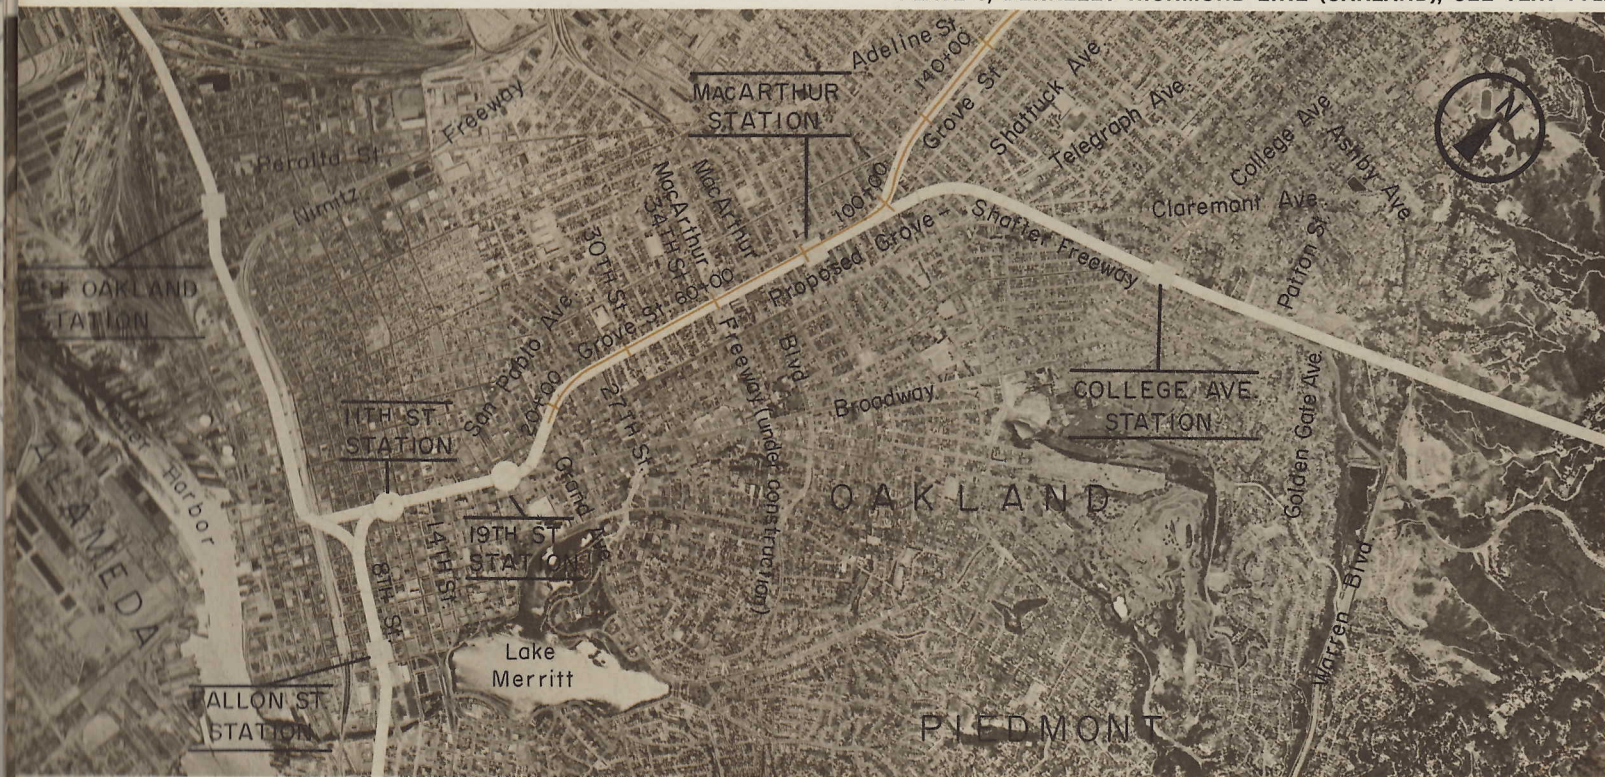 Adeline St.
140+00
MacARTHUR
STATION
Freeway
Grove St.
Shattuck Ave.
Telegraph Ave.
College Ave
Ashby Ave
N
Peralta St.
Nimitz
MacArthur
MacArthur
34TH St.
30TH St.
100+00
Claremont Ave.
Patton St.
Proposed Grove - Shafter Freeway
WEST OAKLAND
STATION
60+00
Grove St.
San Pablo Ave.
Freeway (under construction)
Blvd
Broadway
27TH St.
20+00
COLLEGE AVE.
STATION
Golden Gate Ave.
11TH ST.
STATION
Grand Ave.
19TH ST.
STATION
14TH St.
8TH St.
Inner Harbor
ALAMEDA
OAKLAND
Warren Blvd
Lake
Merritt
FALLON ST.
STATION
PIEDMONT